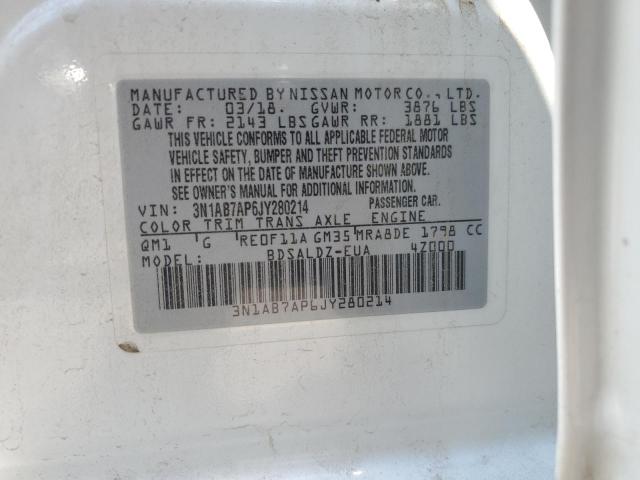 MANUFACTURED BY NISSAN MOTOR CO., LTD.
DATE: 03/18. GVWR: 3876 LBS
GAWR FR: 2143 LBS GAWR RR: 1881 LBS
THIS VEHICLE CONFORMS TO ALL APPLICABLE FEDERAL MOTOR
VEHICLE SAFETY, BUMPER AND THEFT PREVENTION STANDARDS
IN EFFECT ON THE DATE OF MANUFACTURE SHOWN ABOVE.
SEE OWNER'S MANUAL FOR ADDITIONAL INFORMATION.
VIN: 3N1AB7AP6JY280214 PASSENGER CAR.
COLOR TRIM TRANS AXLE ENGINE
QM1 G RE0F11A GM35 MRA8DE 1798 CC
BDSALDZ-EUA 4Z000
3N1AB7AP6JY280214